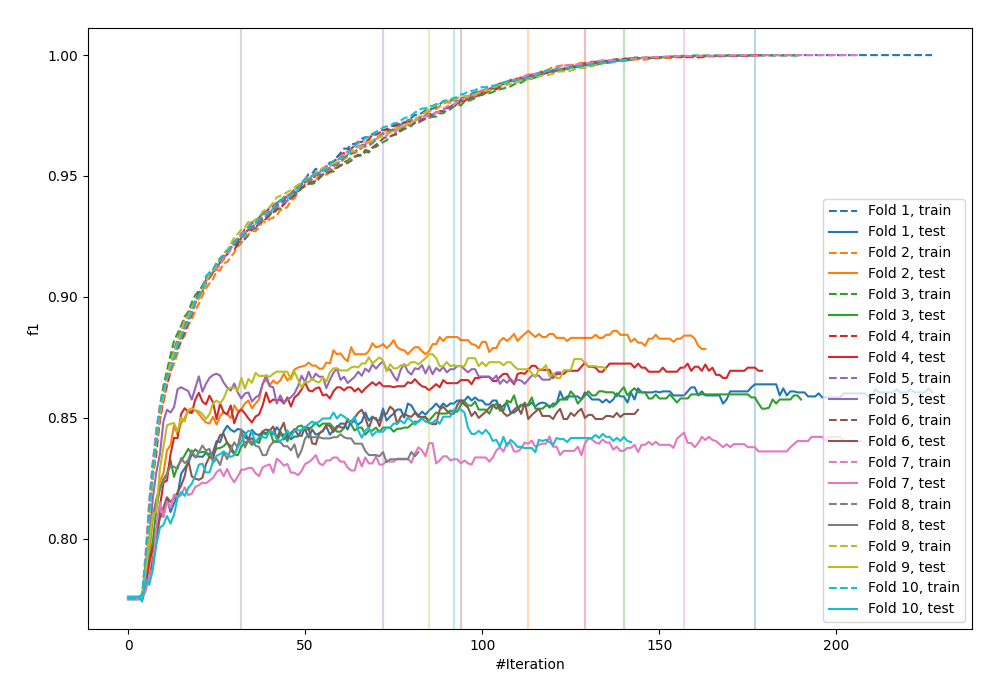 1.00
0.95
0.90
0.85
0.80
f1
0
50
100
150
200
#Iteration
Fold 1, train
Fold 1, test
Fold 2, train
Fold 2, test
Fold 3, train
Fold 3, test
Fold 4, train
Fold 4, test
Fold 5, train
Fold 5, test
Fold 6, train
Fold 6, test
Fold 7, train
Fold 7, test
Fold 8, train
Fold 8, test
Fold 9, train
Fold 9, test
Fold 10, train
Fold 10, test